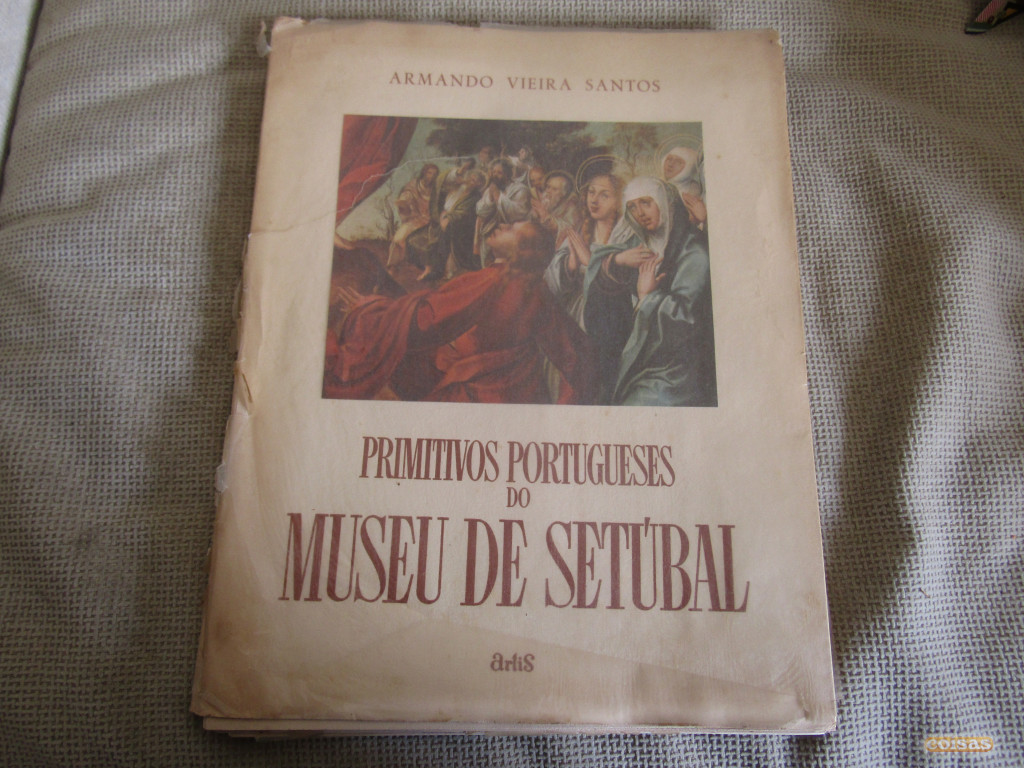 ARMANDO VIEIRA SANTOS
PRIMITIVOS PORTUGUESES
DO
MUSEU DE SETÚBAL
artis
coisas